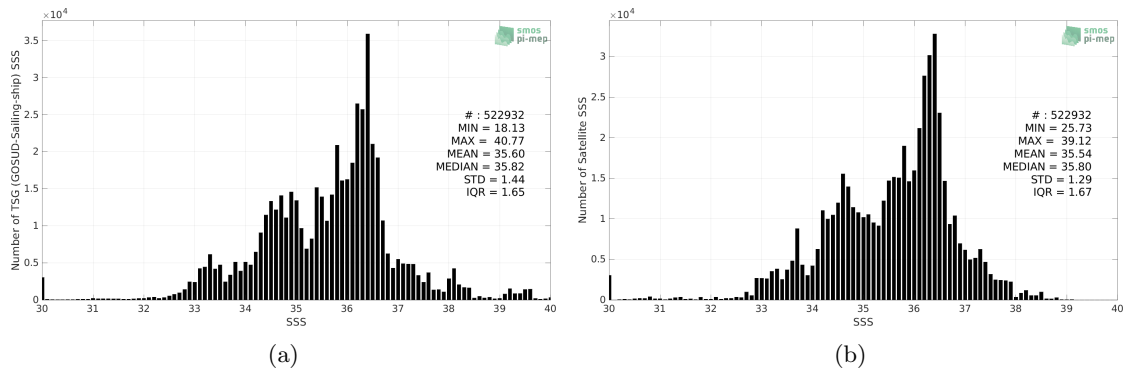 ×10⁴
3.5
3
2.5
2
1.5
1
0.5
0
Number of TSG (GOSUD-Sailing-ship) SSS
smos
pi-mep
# : 522932
MIN = 18.13
MAX = 40.77
MEAN = 35.60
MEDIAN = 35.82
STD = 1.44
IQR = 1.65
30 31 32 33 34 35 36 37 38 39 40
SSS
(a)
×10⁴
3
2.5
2
1.5
1
0.5
0
Number of Satellite SSS
smos
pi-mep
# : 522932
MIN = 25.73
MAX = 39.12
MEAN = 35.54
MEDIAN = 35.80
STD = 1.29
IQR = 1.67
30 31 32 33 34 35 36 37 38 39 40
SSS
(b)